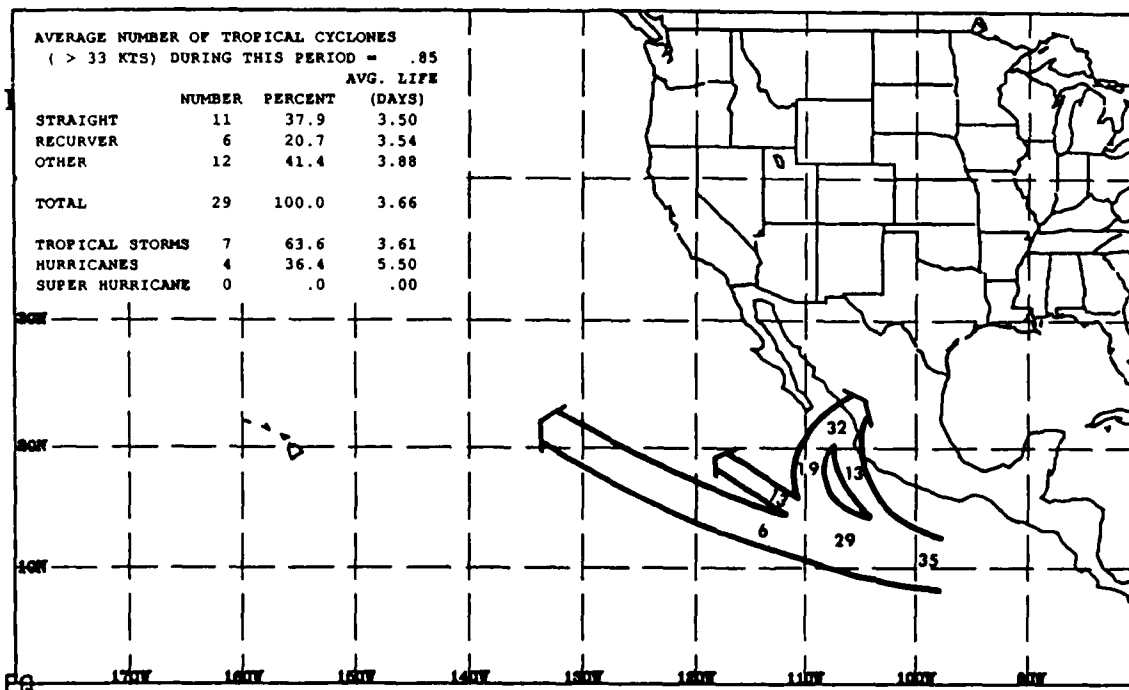 AVERAGE NUMBER OF TROPICAL CYCLONES
( > 33 KTS) DURING THIS PERIOD = .85
AVG. LIFE
NUMBER PERCENT (DAYS)
STRAIGHT 11 37.9 3.50
RECURVER 6 20.7 3.54
OTHER 12 41.4 3.88
TOTAL 29 100.0 3.66
TROPICAL STORMS 7 63.6 3.61
HURRICANES 4 36.4 5.50
SUPER HURRICANE 0 .0 .00
30N
32
20N
19 13
3
6 29
35
10N
EQ
170W 160W 150W 130W 120W 110W 100W 90W